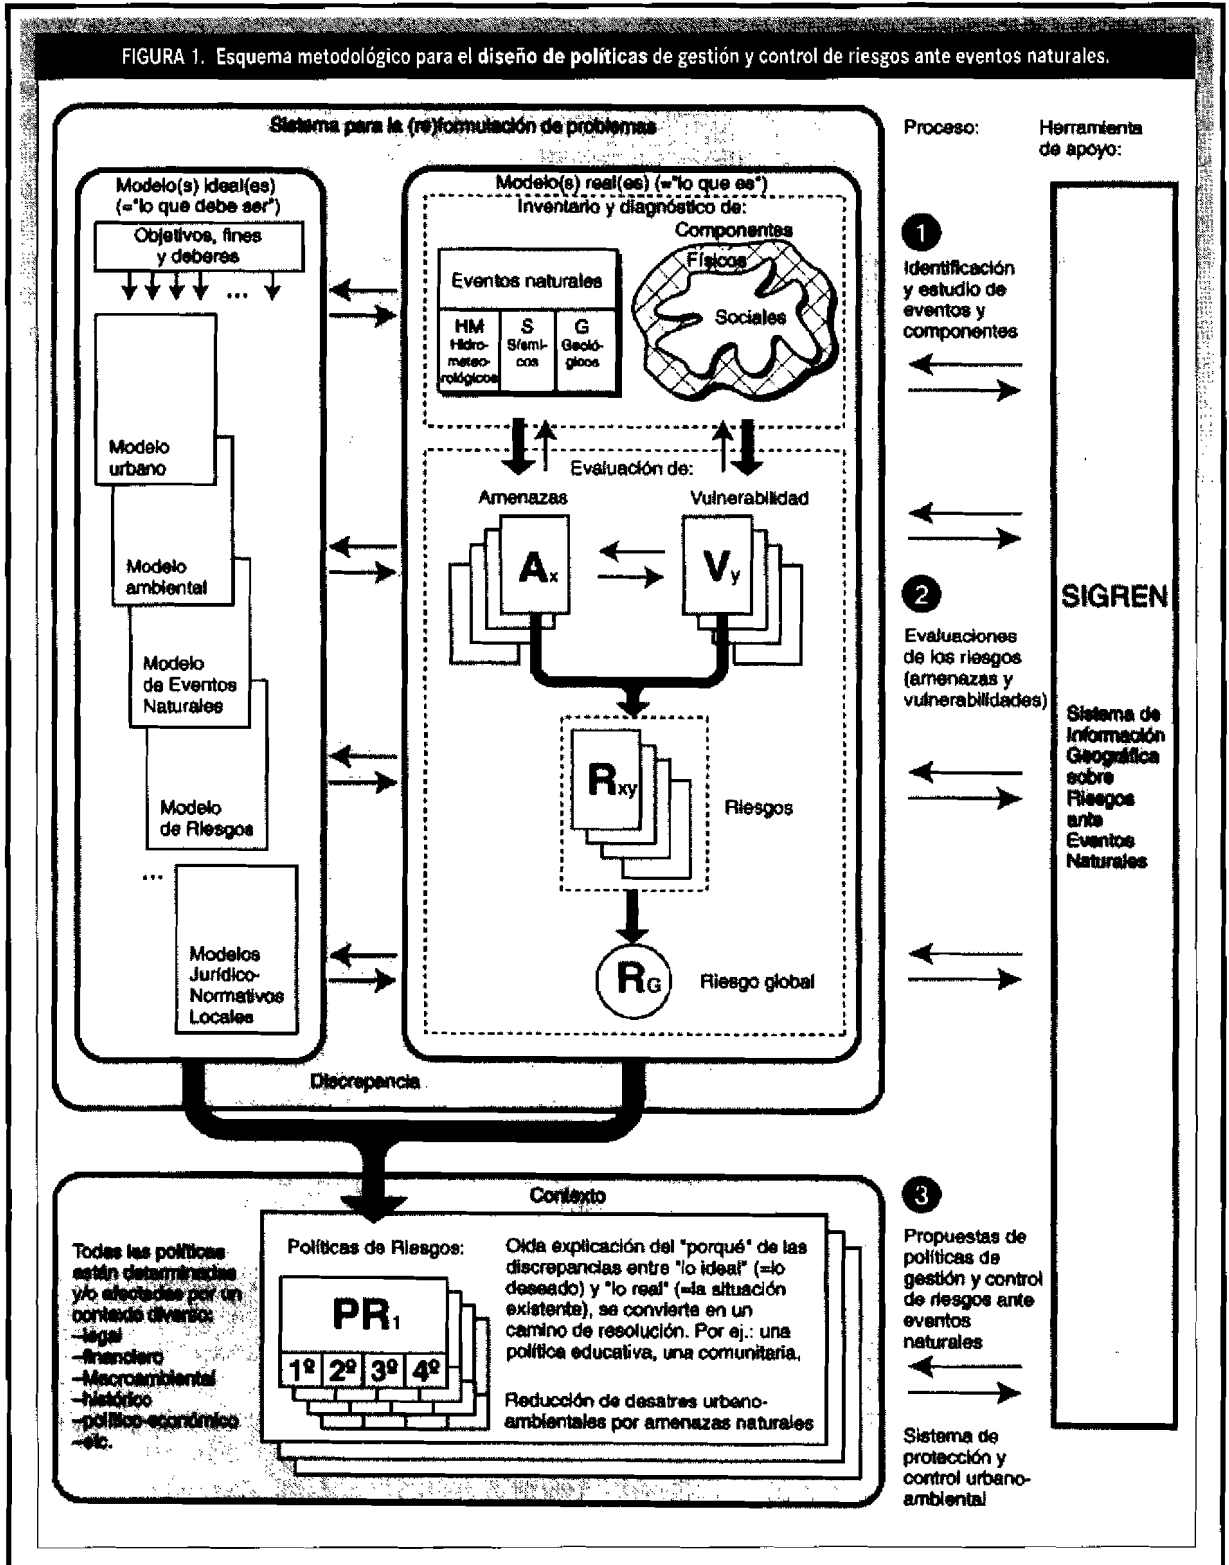 FIGURA 1. Esquema metodológico para el diseño de políticas de gestión y control de riesgos ante eventos naturales.
Sistema para la (re)formulación de problemas
Modelo(s) ideal(es)
(="lo que debe ser")
Objetivos, fines
y deberes
...
Modelo
urbano
Modelo
ambiental
Modelo
de Eventos
Naturales
Modelo
de Riesgos
...
Modelos
Jurídico-
Normativos
Locales
Modelo(s) real(es) (="lo que es")
Inventario y diagnóstico de:
Eventos naturales
HM
Hidro-
meteo-
rológicos
S
Sísmi-
cos
G
Geoló-
gicos
Componentes
Físicos
Sociales
Evaluación de:
Amenazas
Vulnerabilidad
Ax
Vy
Rxy
Riesgos
RG
Riesgo global
Discrepancia
Proceso:
1
Identificación
y estudio de
eventos y
componentes
2
Evaluaciones
de los riesgos
(amenazas y
vulnerabilidades)
Herramienta
de apoyo:
SIGREN
Sistema de
Información
Geográfica
sobre
Riesgos
ante
Eventos
Naturales
Contexto
Todas las políticas
están determinadas
y/o afectadas por un
contexto diverso:
–legal
–financiero
–Macroambiental
–histórico
–político-económico
–etc.
Políticas de Riesgos:
PR1
1º 2º 3º 4º
Olda explicación del "porqué" de las
discrepancias entre "lo ideal" (=lo
deseado) y "lo real" (=la situación
existente), se convierte en un
camino de resolución. Por ej.: una
política educativa, una comunitaria,
Reducción de desatres urbano-
ambientales por amenazas naturales
3
Propuestas de
políticas de
gestión y control
de riesgos ante
eventos
naturales
Sistema de
protección y
control urbano-
ambiental